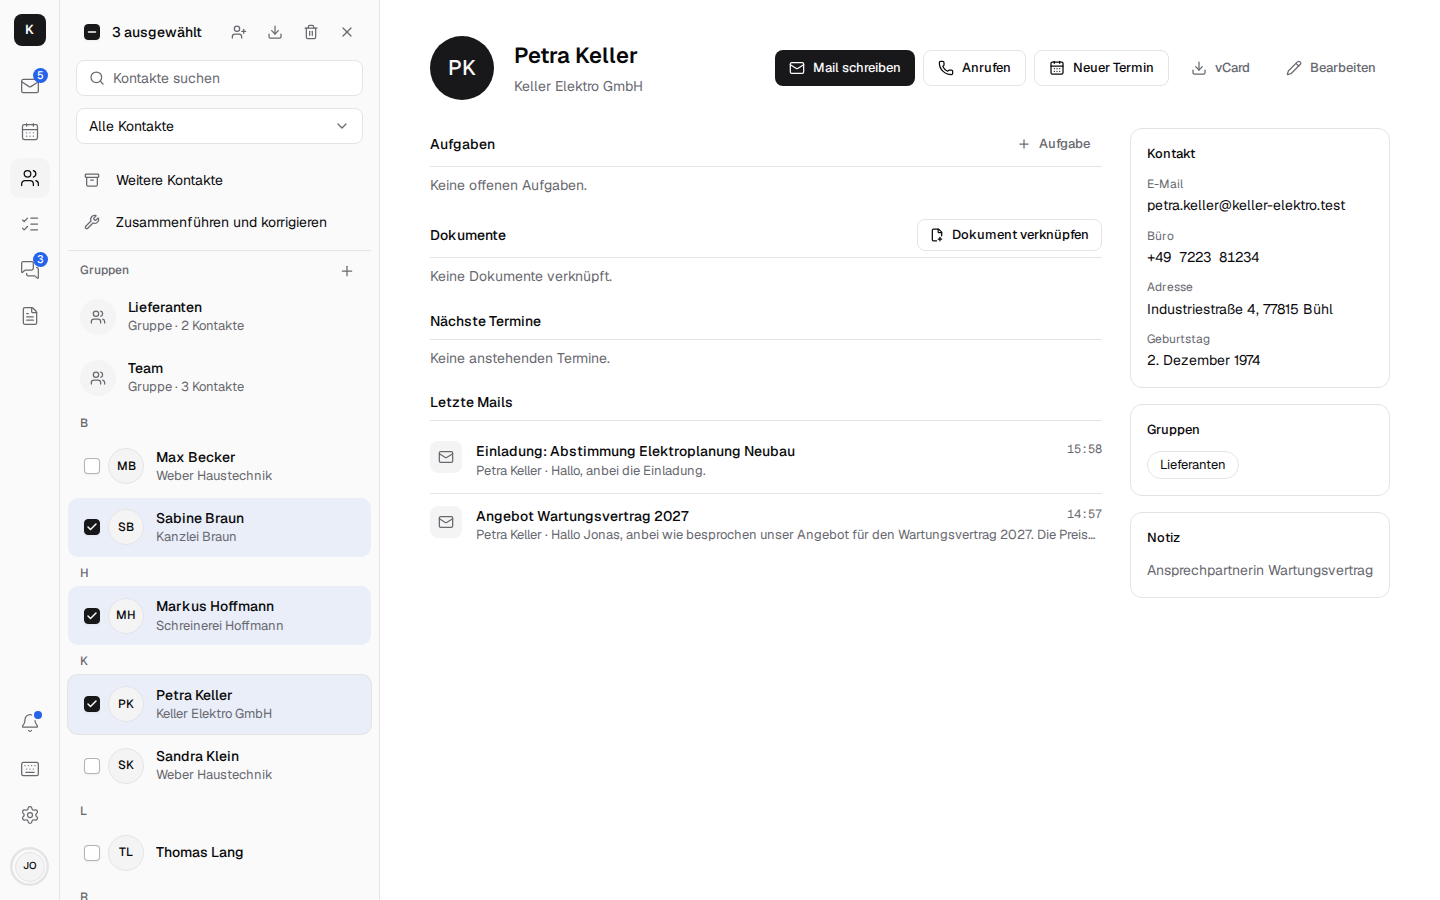 K
5
3
JO
3 ausgewählt
Kontakte suchen
Alle Kontakte
Weitere Kontakte
Zusammenführen und korrigieren
Gruppen
Lieferanten
Gruppe · 2 Kontakte
Team
Gruppe · 3 Kontakte
B
MB
Max Becker
Weber Haustechnik
SB
Sabine Braun
Kanzlei Braun
H
MH
Markus Hoffmann
Schreinerei Hoffmann
K
PK
Petra Keller
Keller Elektro GmbH
SK
Sandra Klein
Weber Haustechnik
L
TL
Thomas Lang
PK
Petra Keller
Keller Elektro GmbH
Mail schreiben
Anrufen
Neuer Termin
vCard
Bearbeiten
Aufgaben
Aufgabe
Keine offenen Aufgaben.
Dokumente
Dokument verknüpfen
Keine Dokumente verknüpft.
Nächste Termine
Keine anstehenden Termine.
Letzte Mails
Einladung: Abstimmung Elektroplanung Neubau
15:58
Petra Keller · Hallo, anbei die Einladung.
Angebot Wartungsvertrag 2027
14:57
Petra Keller · Hallo Jonas, anbei wie besprochen unser Angebot für den Wartungsvertrag 2027. Die Preis…
Kontakt
E-Mail
petra.keller@keller-elektro.test
Büro
+49 7223 81234
Adresse
Industriestraße 4, 77815 Bühl
Geburtstag
2. Dezember 1974
Gruppen
Lieferanten
Notiz
Ansprechpartnerin Wartungsvertrag